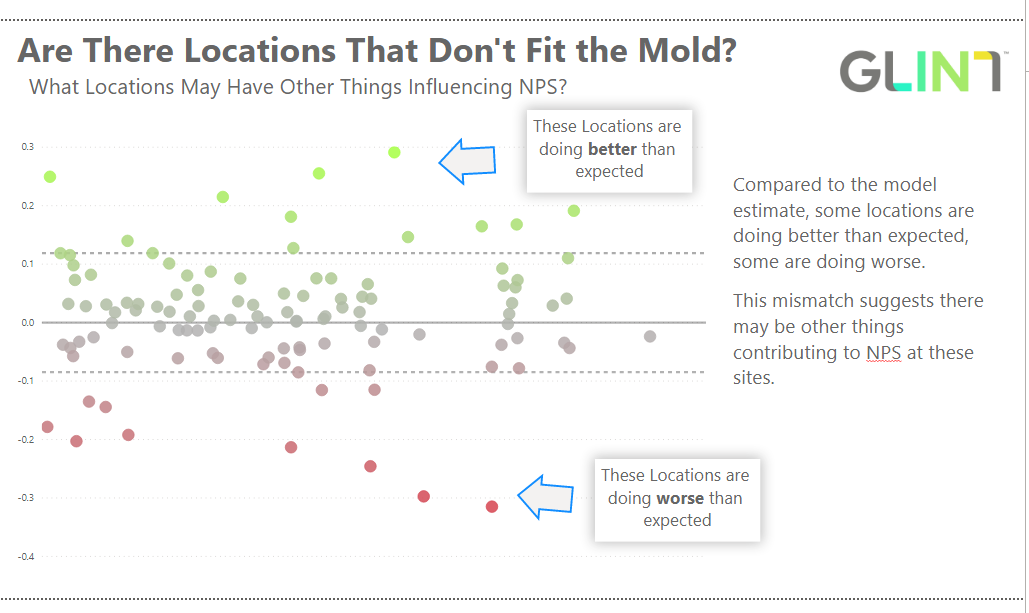 Are There Locations That Don't Fit the Mold?
What Locations May Have Other Things Influencing NPS?
GLINT™
These Locations are
doing better than
expected
0.3
0.2
0.1
0.0
-0.1
-0.2
-0.3
-0.4
Compared to the model
estimate, some locations are
doing better than expected,
some are doing worse.
This mismatch suggests there
may be other things
contributing to NPS at these
sites.
These Locations are
doing worse than
expected